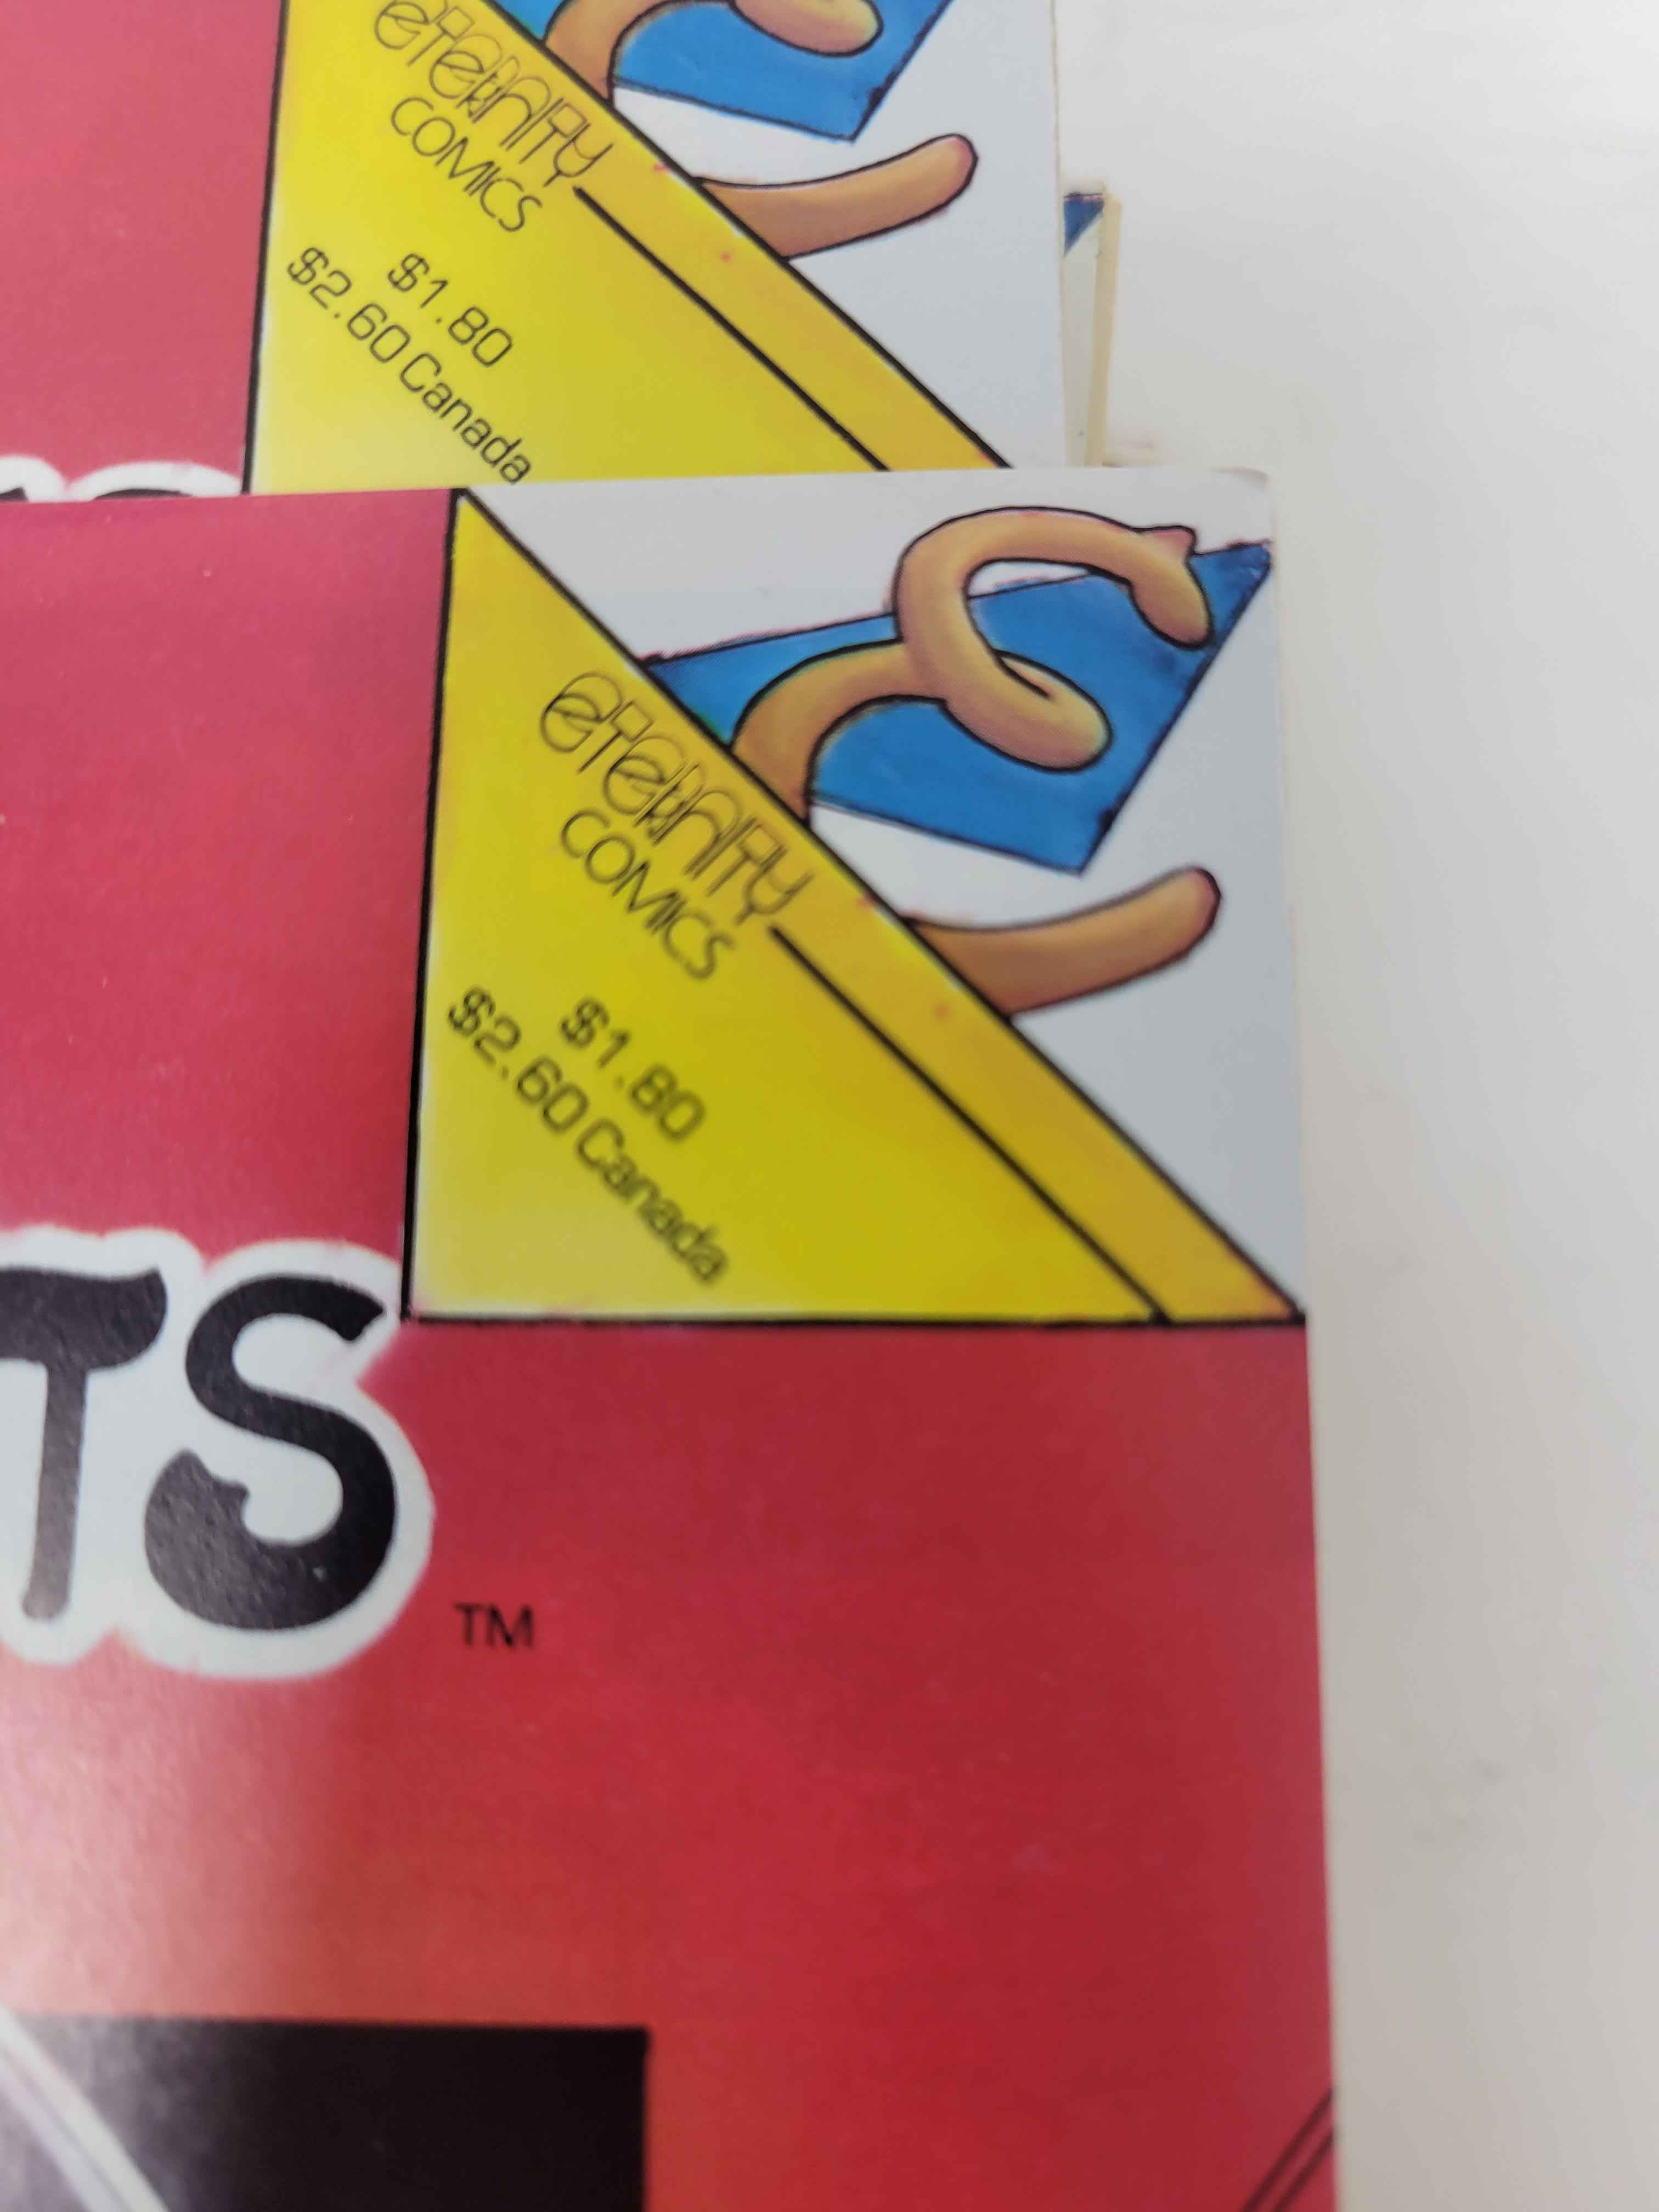 ETERNITY
COMICS
$1.80
$2.60 Canada
ETERNITY
COMICS
$1.80
$2.60 Canada
TS
TM